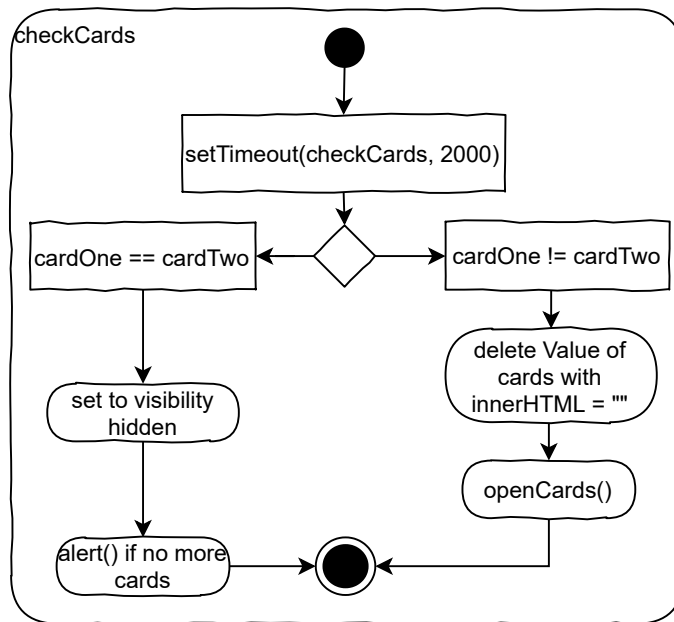 checkCards
setTimeout(checkCards, 2000)
cardOne == cardTwo
cardOne != cardTwo
delete Value of
cards with
innerHTML = ""
set to visibility
hidden
openCards()
alert() if no more
cards